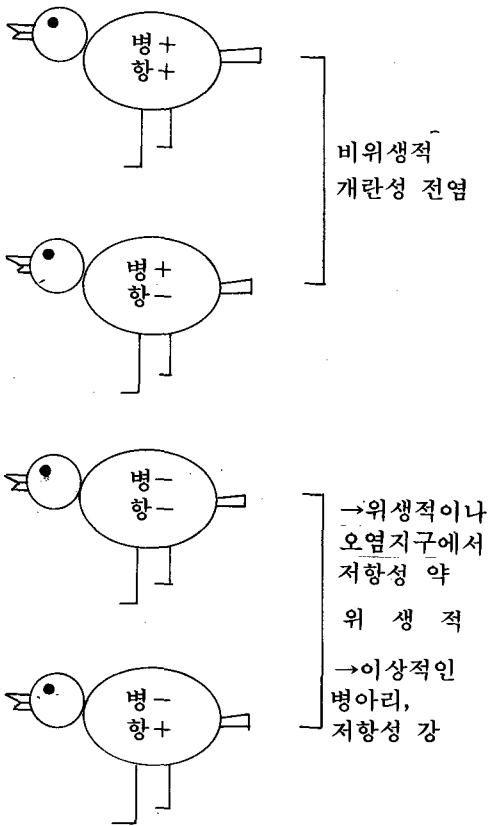 병+
항+
비위생적
개란성 전염
병+
항-
병-
항-
→위생적이나
오염지구에서
저항성 약
위 생 적
→이상적인
병아리,
저항성 강
병-
항+